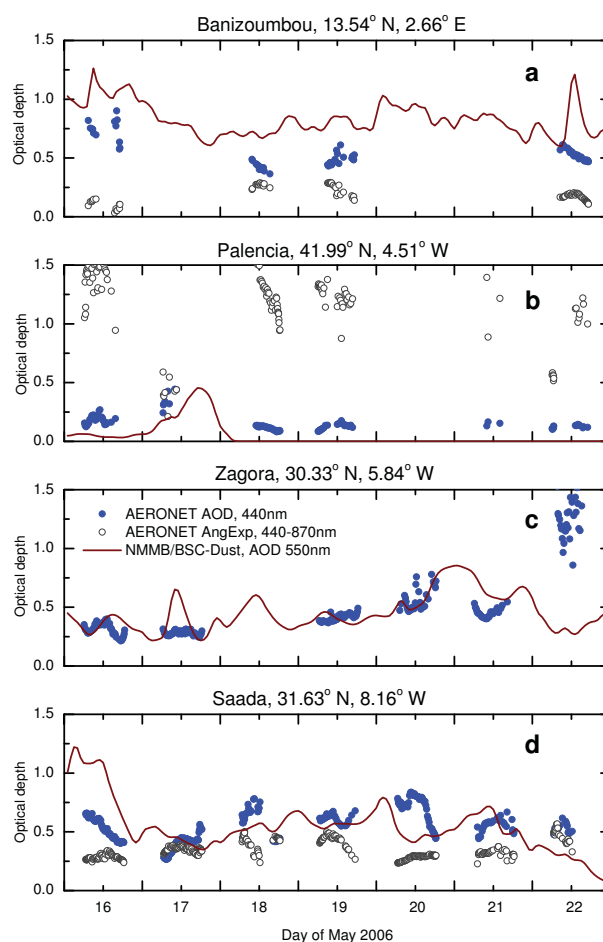 Banizoumbou, 13.54° N, 2.66° E
1.5
a
1.0
Optical depth
0.5
0.0
Palencia, 41.99° N, 4.51° W
1.5
b
1.0
Optical depth
0.5
0.0
Zagora, 30.33° N, 5.84° W
1.5
AERONET AOD, 440nm
c
AERONET AngExp, 440-870nm
NMMB/BSC-Dust, AOD 550nm
1.0
Optical depth
0.5
0.0
Saada, 31.63° N, 8.16° W
1.5
d
1.0
Optical depth
0.5
0.0
16 17 18 19 20 21 22
Day of May 2006